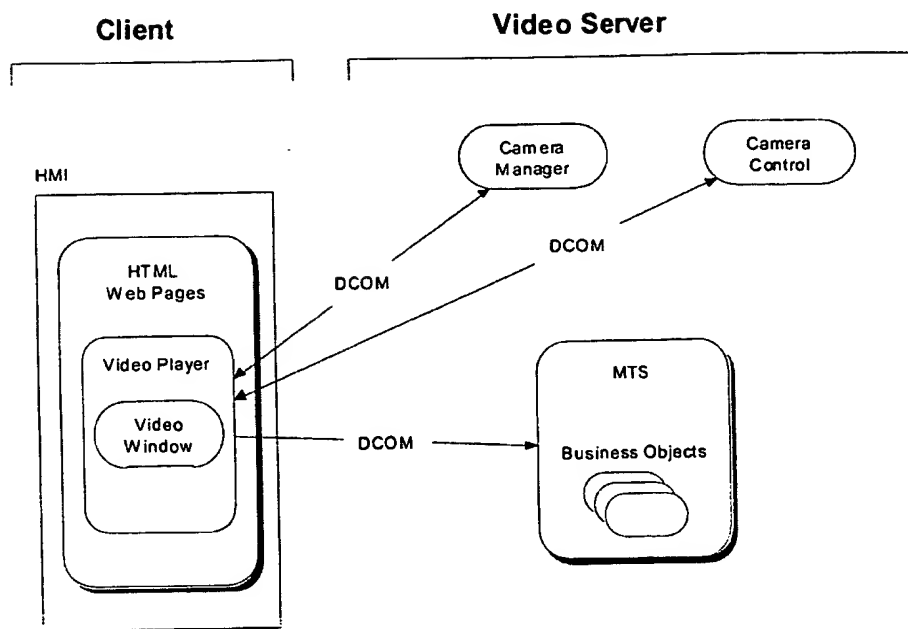 Client
Video Server
Camera
Manager
Camera
Control
HMI
HTML
Web Pages
DCOM
DCOM
Video Player
Video
Window
DCOM
MTS
Business Objects